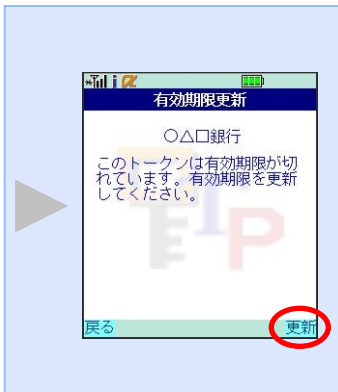 有効期限更新
○△□銀行
このトークンは有効期限が切
れています。有効期限を更新
してください。
戻る
更新